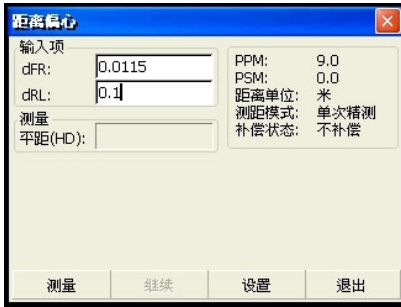 距离偏心
输入项
dFR: 0.0115
dRL: 0.1
测量
平距(HD):
PPM: 9.0
PSM: 0.0
距离单位: 米
测距模式: 单次精测
补偿状态: 不补偿
测量 继续 设置 退出